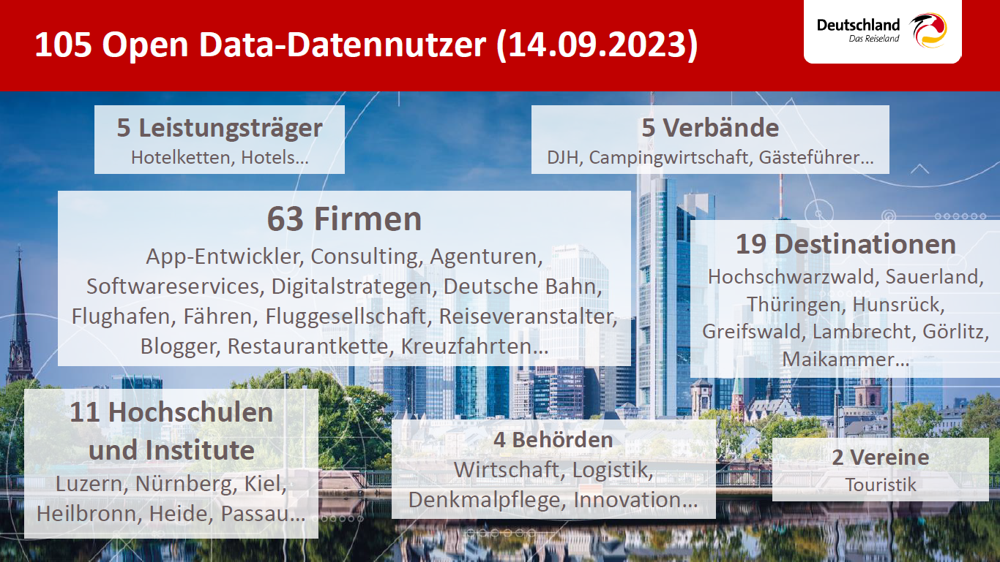 105 Open Data-Datennutzer (14.09.2023)
Deutschland
Das Reiseland
5 Leistungsträger
Hotelketten, Hotels…
5 Verbände
DJH, Campingwirtschaft, Gästeführer…
63 Firmen
App-Entwickler, Consulting, Agenturen,
Softwareservices, Digitalstrategen, Deutsche Bahn,
Flughafen, Fähren, Fluggesellschaft, Reiseveranstalter,
Blogger, Restaurantkette, Kreuzfahrten…
19 Destinationen
Hochschwarzwald, Sauerland,
Thüringen, Hunsrück,
Greifswald, Lambrecht, Görlitz,
Maikammer…
11 Hochschulen
und Institute
Luzern, Nürnberg, Kiel,
Heilbronn, Heide, Passau…
4 Behörden
Wirtschaft, Logistik,
Denkmalpflege, Innovation…
2 Vereine
Touristik